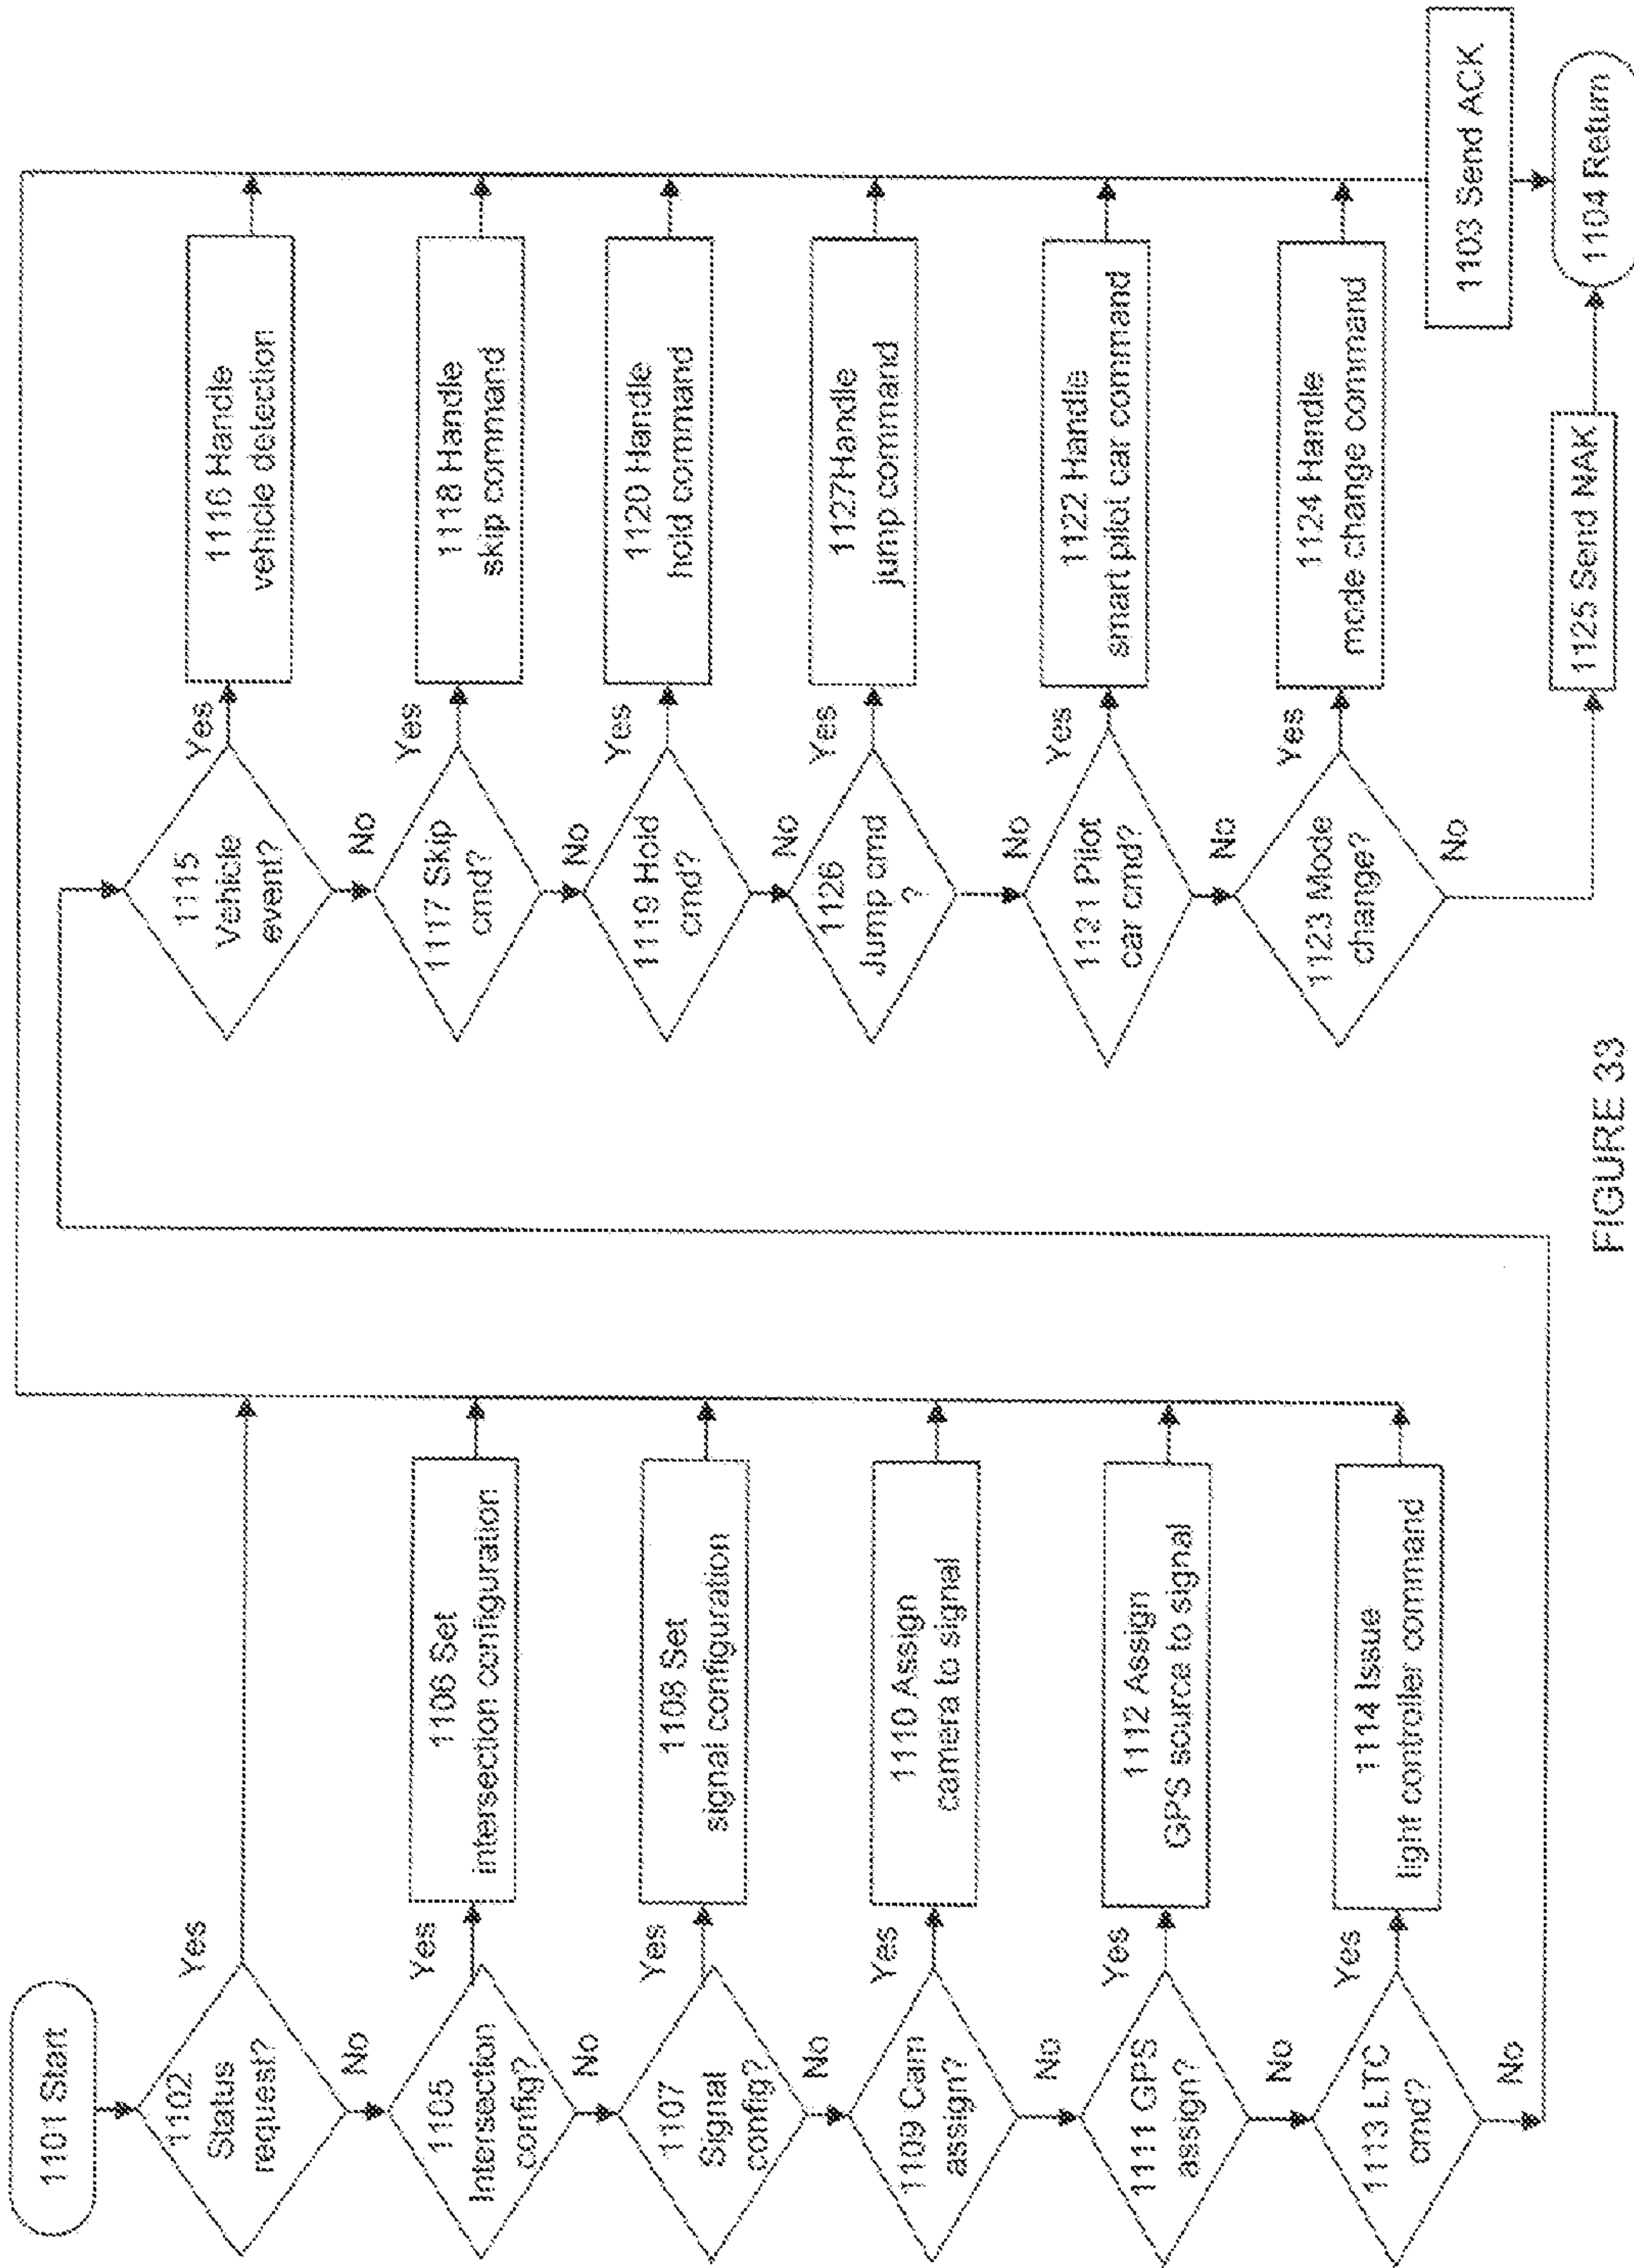 1101 Start
1102
Status
request?
Yes
No
1105
Intersection
config?
Yes
1106 Set
intersection configuration
No
1107
Signal
config?
Yes
1108 Set
signal configuration
No
1109 Cam
assign?
Yes
1110 Assign
camera to signal
No
1111 GPS
assign?
Yes
1112 Assign
GPS source to signal
No
1113 LTC
cmd?
Yes
1114 Issue
light controller command
No
1115
Vehicle
event?
Yes
1116 Handle
vehicle detection
No
1117 Skip
cmd?
Yes
1118 Handle
skip command
No
1119 Hold
cmd?
Yes
1120 Handle
hold command
No
1126
Jump cmd
?
Yes
1127Handle
jump command
No
1121 Pilot
car cmd?
Yes
1122 Handle
smart pilot car command
No
1123 Mode
change?
Yes
1124 Handle
mode change command
No
1125 Send NAK
1103 Send ACK
1104 Return
FIGURE 33